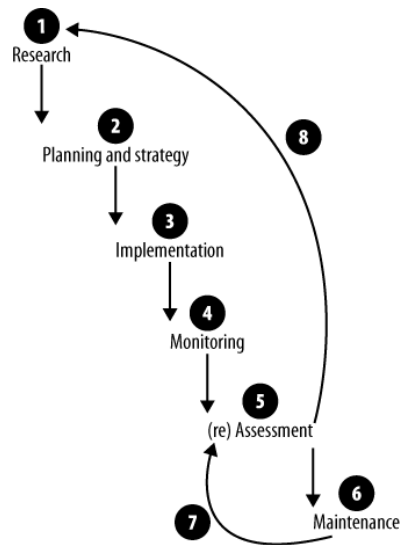 1
Research
2
Planning and strategy
3
Implementation
4
Monitoring
5
(re) Assessment
6
Maintenance
7
8